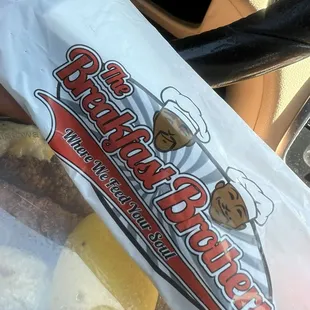 The
Breakfast Brothers
Where We Feed Your Soul